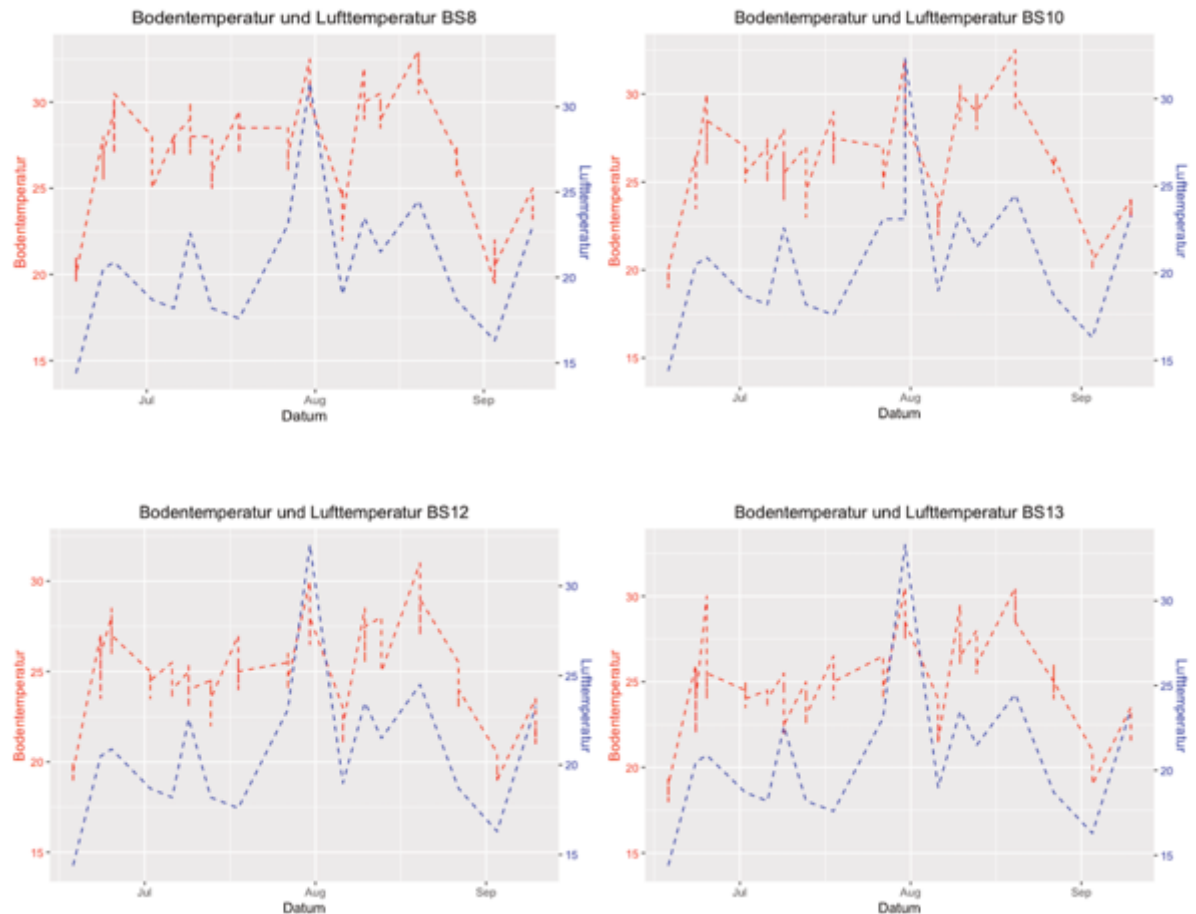 Bodentemperatur und Lufttemperatur BS8
Bodentemperatur
30
25
20
15
30
25
20
15
Lufttemperatur
Jul
Aug
Sep
Datum
Bodentemperatur und Lufttemperatur BS10
Bodentemperatur
30
25
20
15
30
25
20
15
Lufttemperatur
Jul
Aug
Sep
Datum
Bodentemperatur und Lufttemperatur BS12
Bodentemperatur
30
25
20
15
30
25
20
15
Lufttemperatur
Jul
Aug
Sep
Datum
Bodentemperatur und Lufttemperatur BS13
Bodentemperatur
30
25
20
15
30
25
20
15
Lufttemperatur
Jul
Aug
Sep
Datum